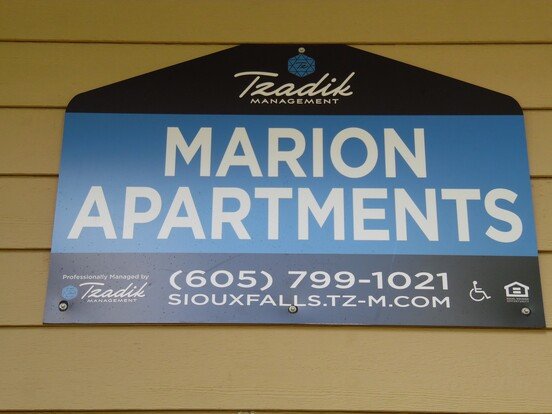 Tzadik
MANAGEMENT
MARION
APARTMENTS
Professionally Managed by
Tzadik
MANAGEMENT
(605) 799-1021
SIOUXFALLS.TZ-M.COM